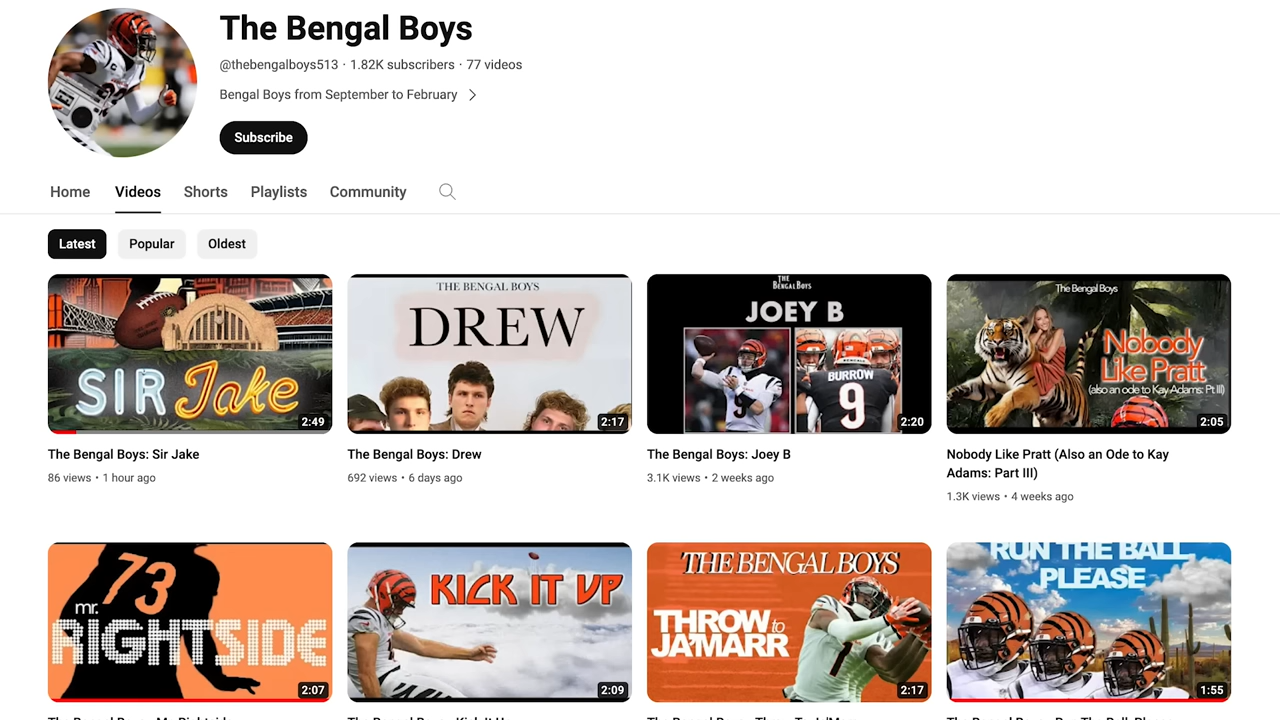 The Bengal Boys
@thebengalboys513 · 1.82K subscribers · 77 videos
Bengal Boys from September to February
Subscribe
Home Videos Shorts Playlists Community
Latest Popular Oldest
SIR Jake
2:49
THE BENGAL BOYS
DREW
2:17
THE BENGAL BOYS
JOEY B
BENGALS
BURROW
9
9
2:20
The Bengal Boys
Nobody
Like Pratt
(also an ode to Kay Adams: Pt III)
2:05
The Bengal Boys: Sir Jake
86 views • 1 hour ago
The Bengal Boys: Drew
692 views • 6 days ago
The Bengal Boys: Joey B
3.1K views • 2 weeks ago
Nobody Like Pratt (Also an Ode to Kay
Adams: Part III)
1.3K views • 4 weeks ago
73
mr.
RIGHTSIDE
2:07
KICK IT UP
2:09
THE BENGAL BOYS
THROW to
JA'MARR
1
2:17
RUN THE BALL
PLEASE
1:55